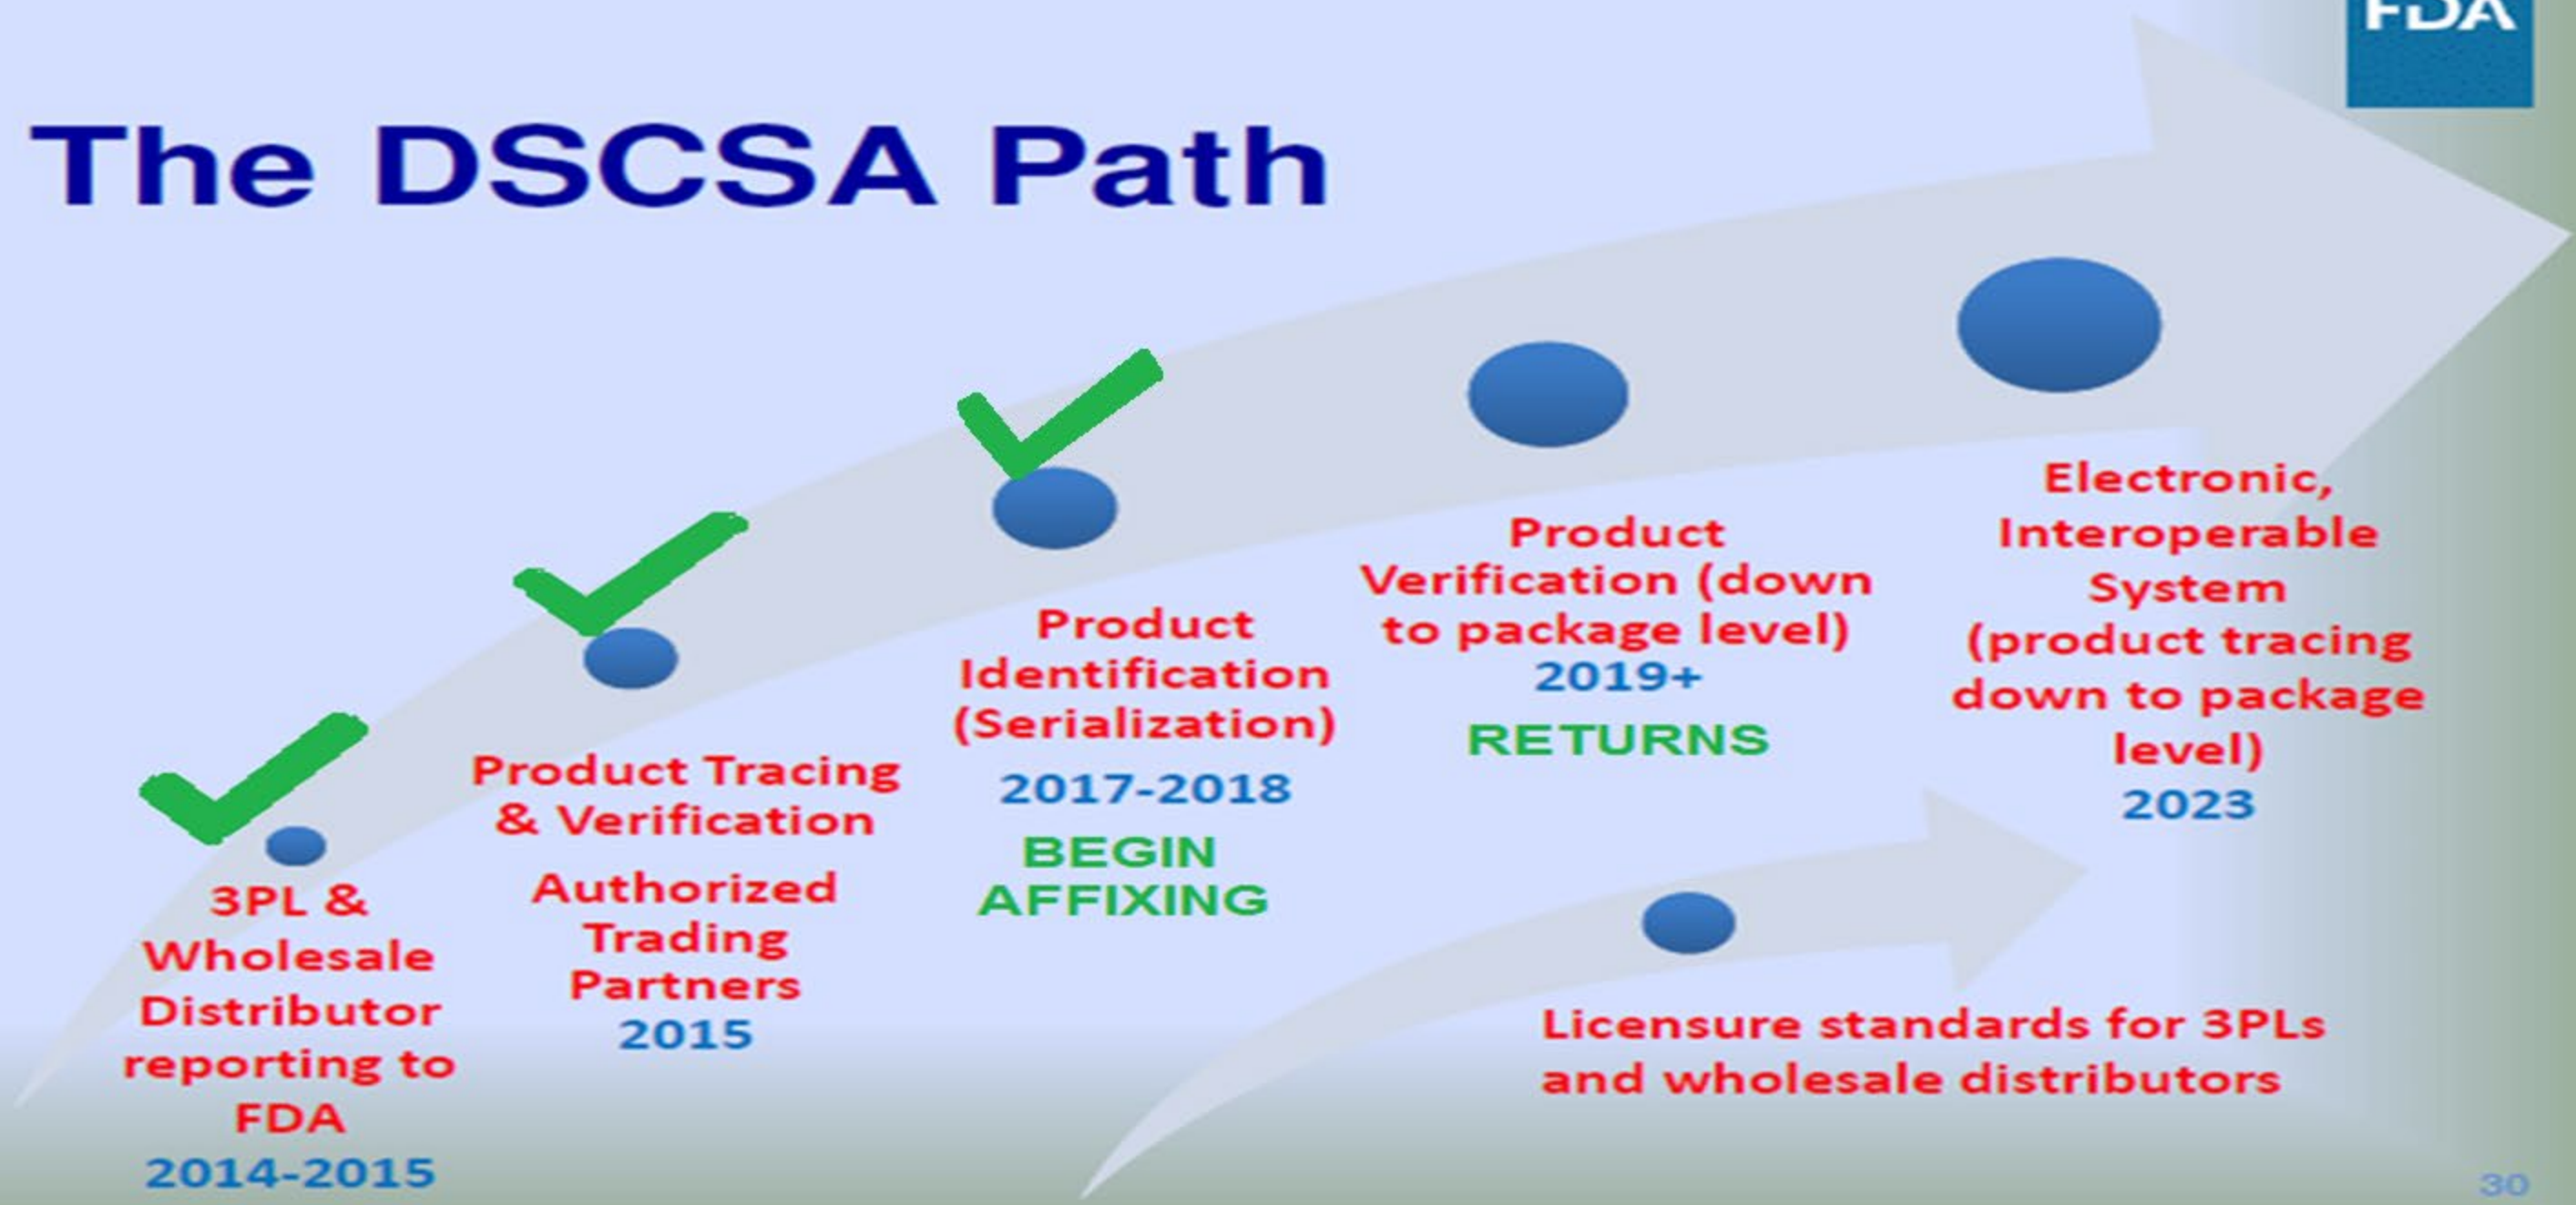 FDA
The DSCSA Path
3PL &
Wholesale
Distributor
reporting to
FDA
2014-2015
Product Tracing
& Verification
Authorized
Trading
Partners
2015
Product
Identification
(Serialization)
2017-2018
BEGIN
AFFIXING
Product
Verification (down
to package level)
2019+
RETURNS
Electronic,
Interoperable
System
(product tracing
down to package
level)
2023
Licensure standards for 3PLs
and wholesale distributors
30